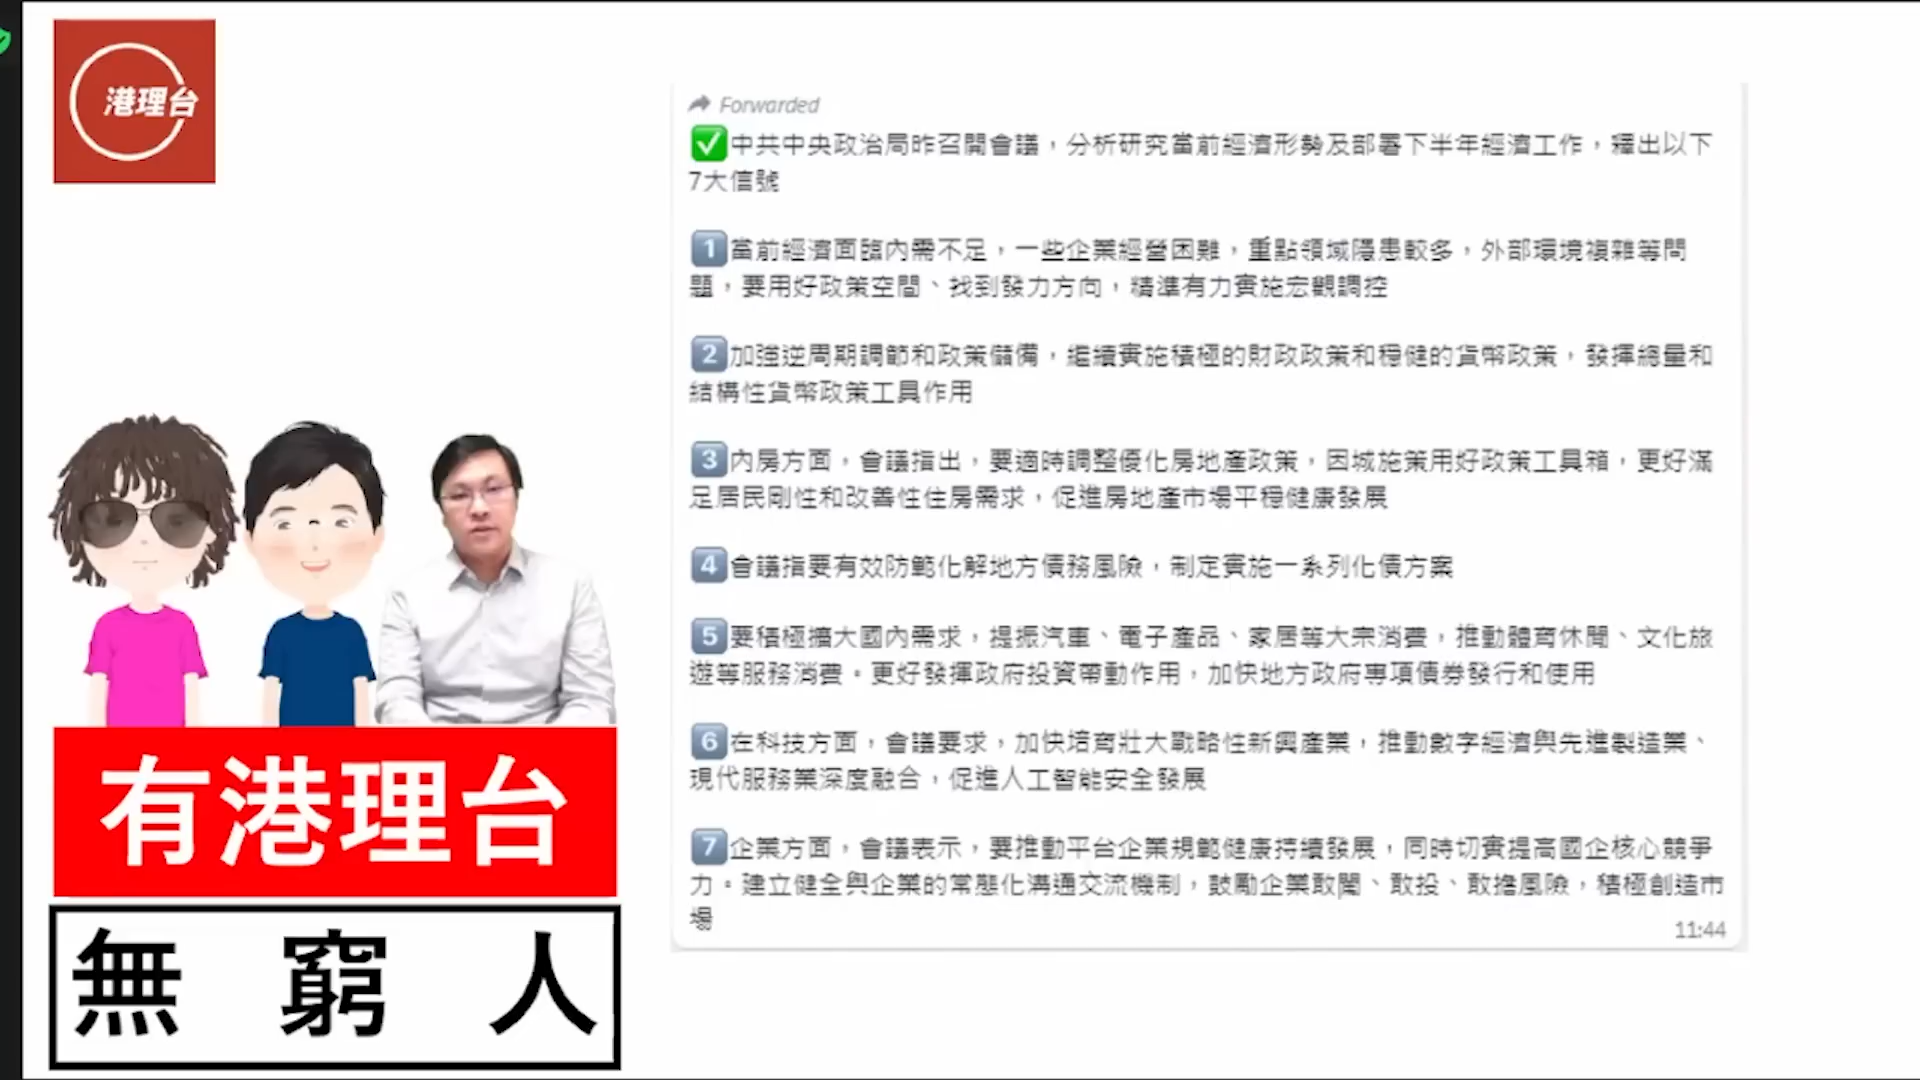 港理台
Forwarded
✅中共中央政治局昨召開會議，分析研究當前經濟形勢及部署下半年經濟工作，釋出以下
7大信號
1️⃣當前經濟面臨內需不足，一些企業經營困難，重點領域隱患較多，外部環境複雜等問
題，要用好政策空間、找到發力方向，精準有力實施宏觀調控
2️⃣加強逆周期調節和政策儲備，繼續實施積極的財政政策和穩健的貨幣政策，發揮總量和
結構性貨幣政策工具作用
3️⃣內房方面，會議指出，要適時調整優化房地產政策，因城施策用好政策工具箱，更好滿
足居民剛性和改善性住房需求，促進房地產市場平穩健康發展
4️⃣會議指要有效防範化解地方債務風險，制定實施一系列化債方案
5️⃣要積極擴大國內需求，提振汽車、電子產品、家居等大宗消費，推動體育休閒、文化旅
遊等服務消費。更好發揮政府投資帶動作用，加快地方政府專項債券發行和使用
6️⃣在科技方面，會議要求，加快培育壯大戰略性新興產業，推動數字經濟與先進製造業、
現代服務業深度融合，促進人工智能安全發展
7️⃣企業方面，會議表示，要推動平台企業規範健康持續發展，同時切實提高國企核心競爭
力。建立健全與企業的常態化溝通交流機制，鼓勵企業敢闖、敢投、敢擔風險，積極創造市
場
11:44
有港理台
無窮人